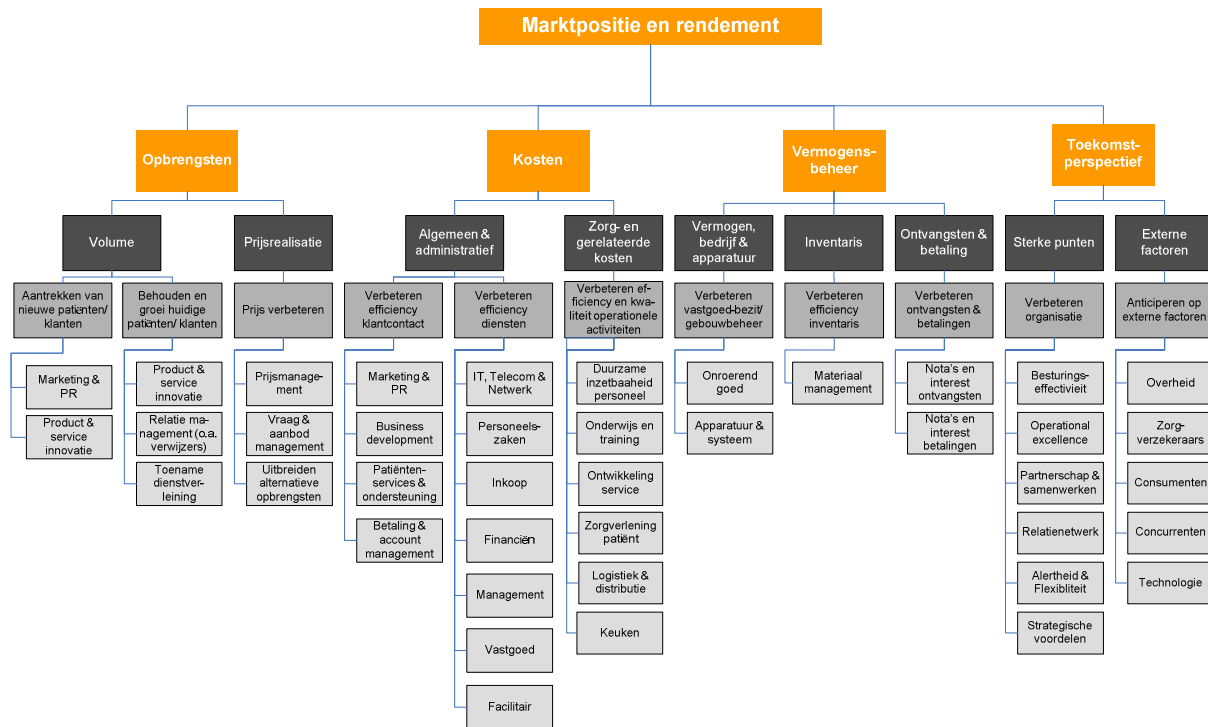 Marktpositie en rendement
Opbrengsten
Kosten
Vermogens-
beheer
Toekomst-
perspectief
Volume
Prijsrealisatie
Algemeen &
administratief
Zorg- en
gerelateerde
kosten
Vermogen,
bedrijf &
apparatuur
Inventaris
Ontvangsten &
betaling
Sterke punten
Externe
factoren
Aantrekken van
nieuwe patiënten/
klanten
Behouden en
groei huidige
patiënten/ klanten
Prijs verbeteren
Verbeteren
efficiency
klantcontact
Verbeteren
efficiency
diensten
Verbeteren ef-
ficiency en kwa-
liteit operationele
activiteiten
Verbeteren
vastgoed-bezit/
gebouwbeheer
Verbeteren
efficiency
inventaris
Verbeteren
ontvangsten &
betalingen
Verbeteren
organisatie
Anticiperen op
externe factoren
Marketing &
PR
Product &
service
innovatie
Product &
service
innovatie
Relatie ma-
nagement (o.a.
verwijzers)
Toename
dienstver-
leining
Prijsmanage-
ment
Vraag &
aanbod
management
Uitbreiden
alternatieve
opbrengsten
Marketing &
PR
Business
development
Patiënten-
services &
ondersteuning
Betaling &
account
management
IT, Telecom &
Netwerk
Personeels-
zaken
Inkoop
Financiën
Management
Vastgoed
Facilitair
Duurzame
inzetbaaheid
personeel
Onderwijs en
training
Ontwikkeling
service
Zorgverlening
patiënt
Logistiek &
distributie
Keuken
Onroerend
goed
Apparatuur &
systeem
Materiaal
management
Nota's en
interest
ontvangsten
Nota's en
interest
betalingen
Besturings-
effectivieit
Operational
excellence
Partnerschap &
samenwerken
Relatienetwerk
Alertheid &
Flexibliteit
Strategische
voordelen
Overheid
Zorg-
verzekeraars
Consumenten
Concurrenten
Technologie